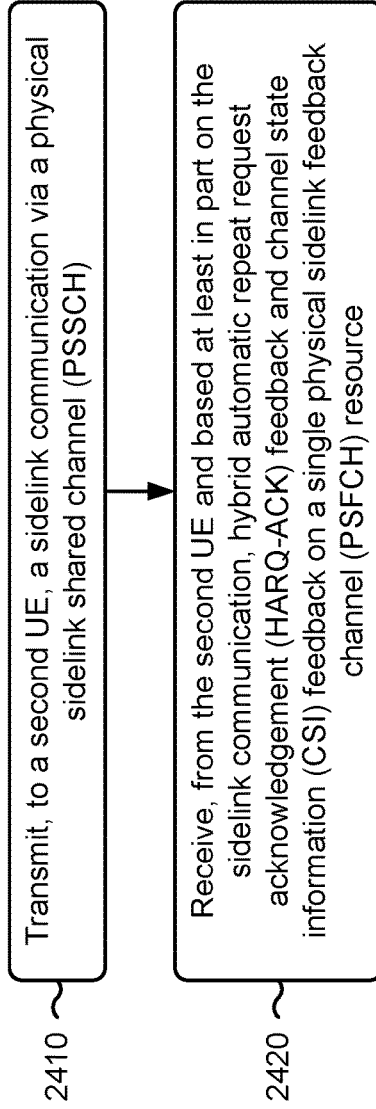 2410
Transmit, to a second UE, a sidelink communication via a physical
sidelink shared channel (PSSCH)
2420
Receive, from the second UE and based at least in part on the
sidelink communication, hybrid automatic repeat request
acknowledgement (HARQ-ACK) feedback and channel state
information (CSI) feedback on a single physical sidelink feedback
channel (PSFCH) resource